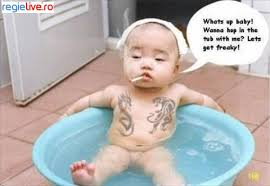 regielive.ro
Whats up baby!
Wanna hop in the
tub with me? Lets
get freaky!